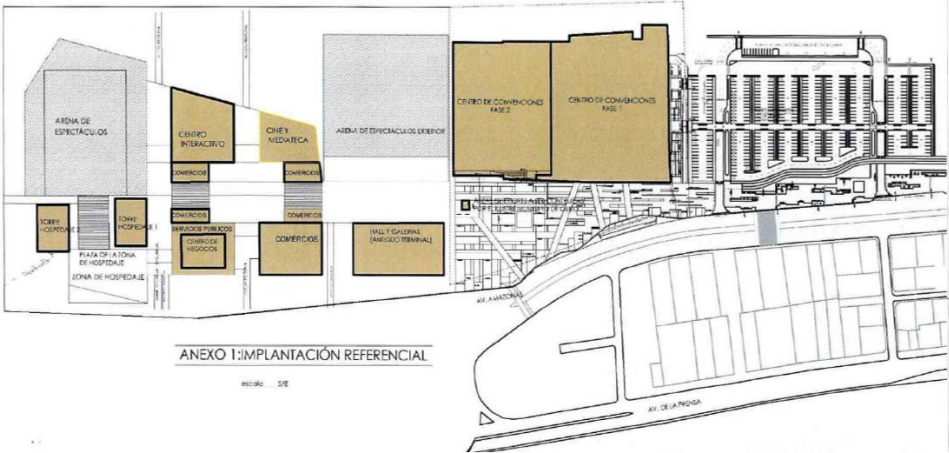 ARENA DE
ESPECTÁCULOS
CENTRO
INTERACTIVO
CINE Y
MEDIATECA
ARENA DE ESPECTÁCULOS EXTERIOR
CENTRO DE CONVENCIONES
FASE 2
CENTRO DE CONVENCIONES
FASE 1
COMERCIOS
COMERCIOS
COMERCIOS
COMERCIOS
TORRE
HOSPEDAJE 2
TORRE
HOSPEDAJE 1
SERVICIOS PUBLICOS
CENTRO DE
NEGOCIOS
COMERCIOS
HALL Y GALERIAS
(ANTIGUO TERMINAL)
PLAZA DE LA ZONA
DE HOSPEDAJE
ZONA DE HOSPEDAJE
AV. AMAZONAS
ANEXO 1:IMPLANTACIÓN REFERENCIAL
escala S/E
AV. DE LA PRENSA